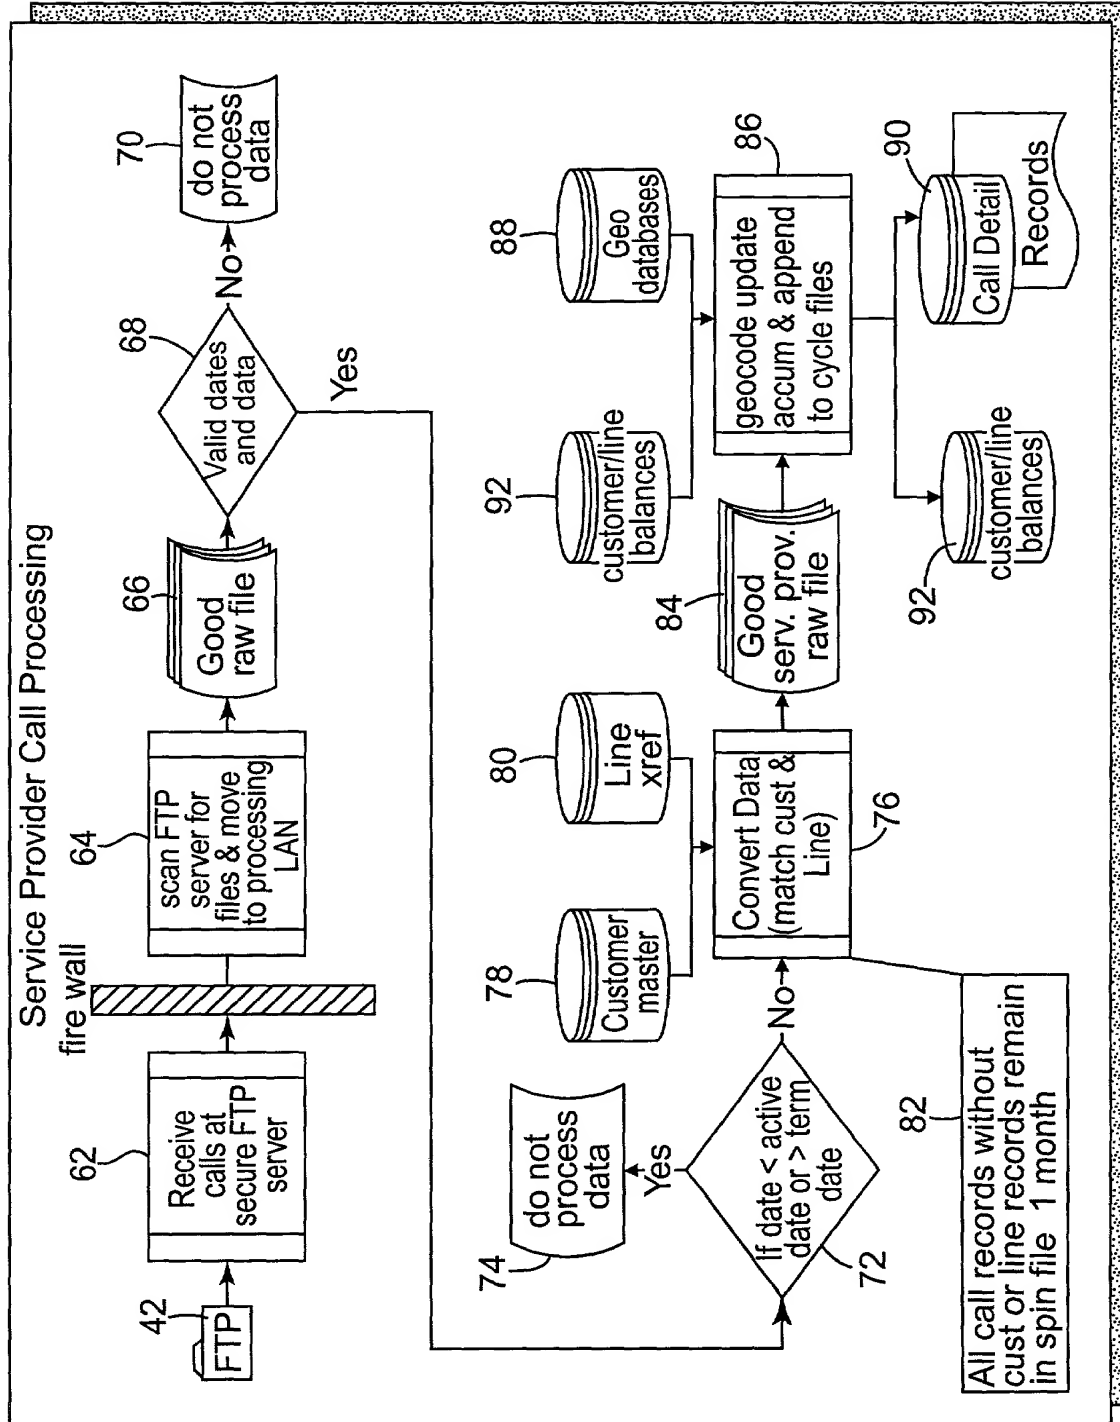 Service Provider Call Processing
42
FTP
62
Receive
calls at
secure FTP
server
fire wall
64
scan FTP
server for
files & move
to processing
LAN
66
Good
raw file
68
Valid dates
and data
No
70
do not
process
data
Yes
72
If date < active
date or > term
date
Yes
74
do not
process
data
No
76
Convert Data
(match cust &
Line)
78
Customer
master
80
Line
xref
82
All call records without
cust or line records remain
in spin file 1 month
84
Good
serv. prov.
raw file
92
customer/line
balances
88
Geo
databases
86
geocode update
accum & append
to cycle files
92
customer/line
balances
90
Call Detail
Records